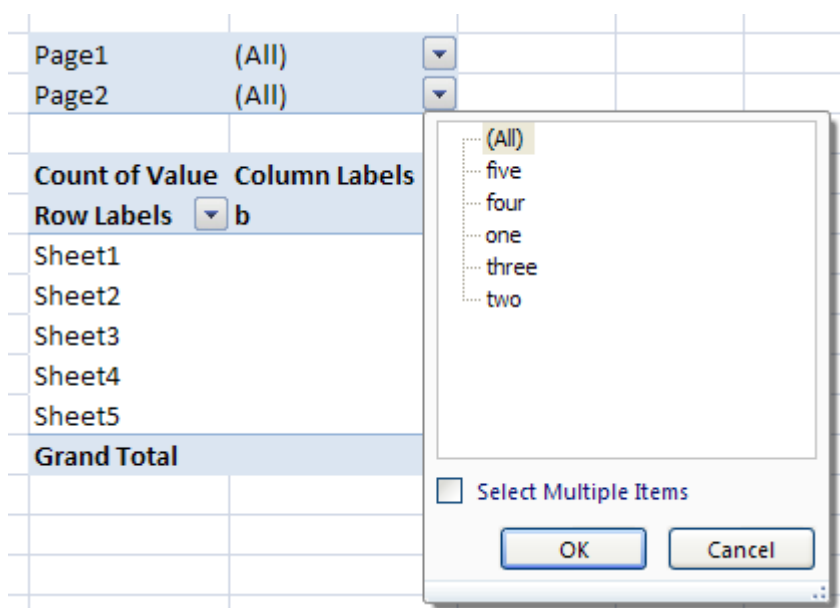 Page1 (All)
Page2 (All)
Count of Value Column Labels
Row Labels b
Sheet1
Sheet2
Sheet3
Sheet4
Sheet5
Grand Total
(All)
five
four
one
three
two
Select Multiple Items
OK Cancel